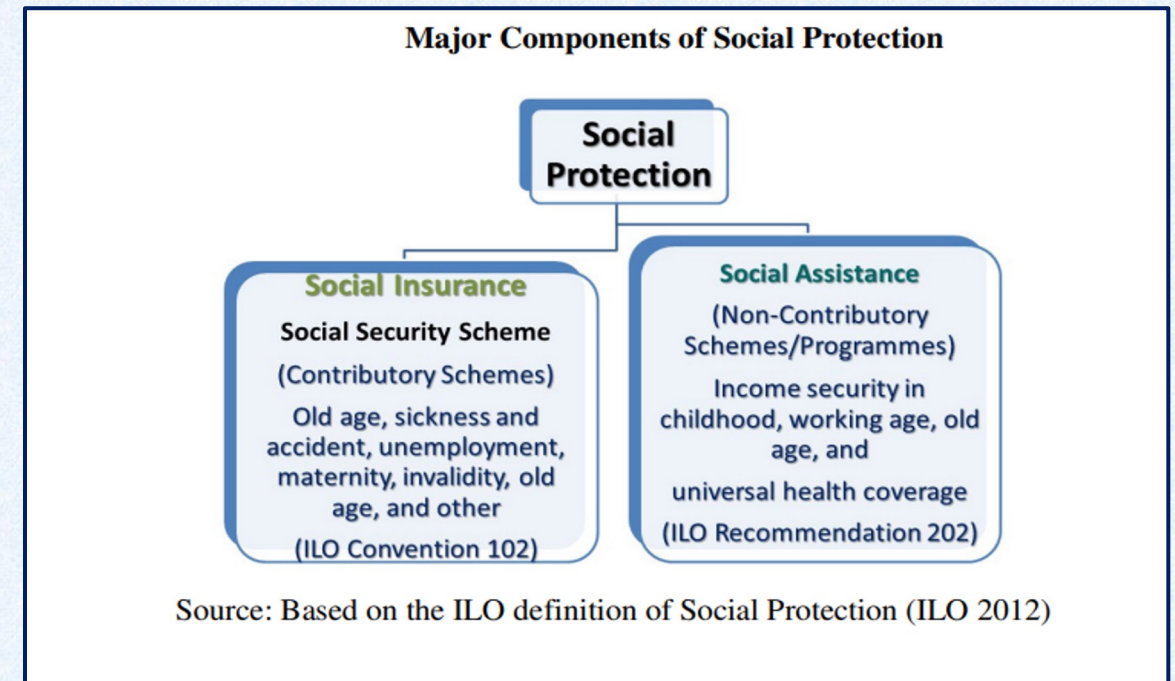 Major Components of Social Protection
Social
Protection
Social Insurance
Social Security Scheme
(Contributory Schemes)
Old age, sickness and
accident, unemployment,
maternity, invalidity, old
age, and other
(ILO Convention 102)
Social Assistance
(Non-Contributory
Schemes/Programmes)
Income security in
childhood, working age, old
age, and
universal health coverage
(ILO Recommendation 202)
Source: Based on the ILO definition of Social Protection (ILO 2012)